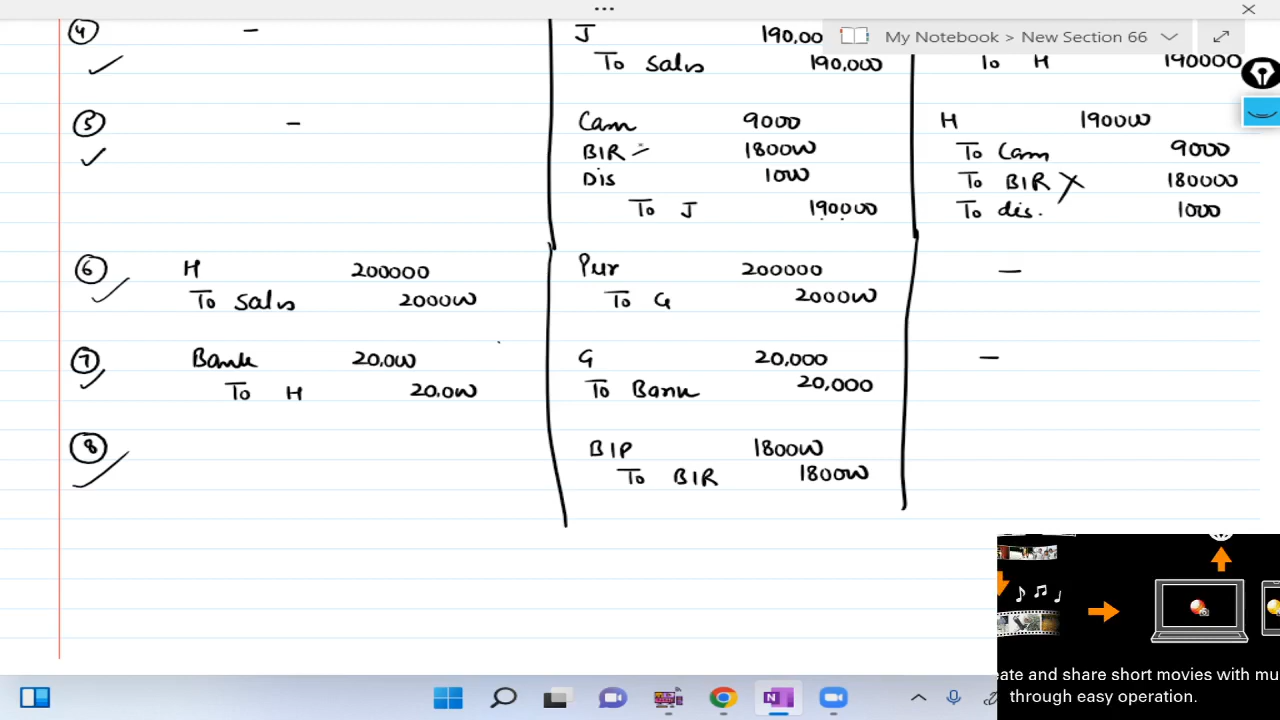 My Notebook > New Section 66
4 - J 190,00
To Sales 190,000 To H 190000
5 - Cam 9000 H 190000
BIR 180000 To Cam 9000
Dis 1000 To BIR 180000
To J 190000 To dis. 1000
6 H 200000 Pur 200000 -
To Sales 200000 To G 200000
7 Bank 20,000 G 20,000 -
To H 20,000 To Bank 20,000
8 BIP 180000
To BIR 180000
eate and share short movies with mu
through easy operation.